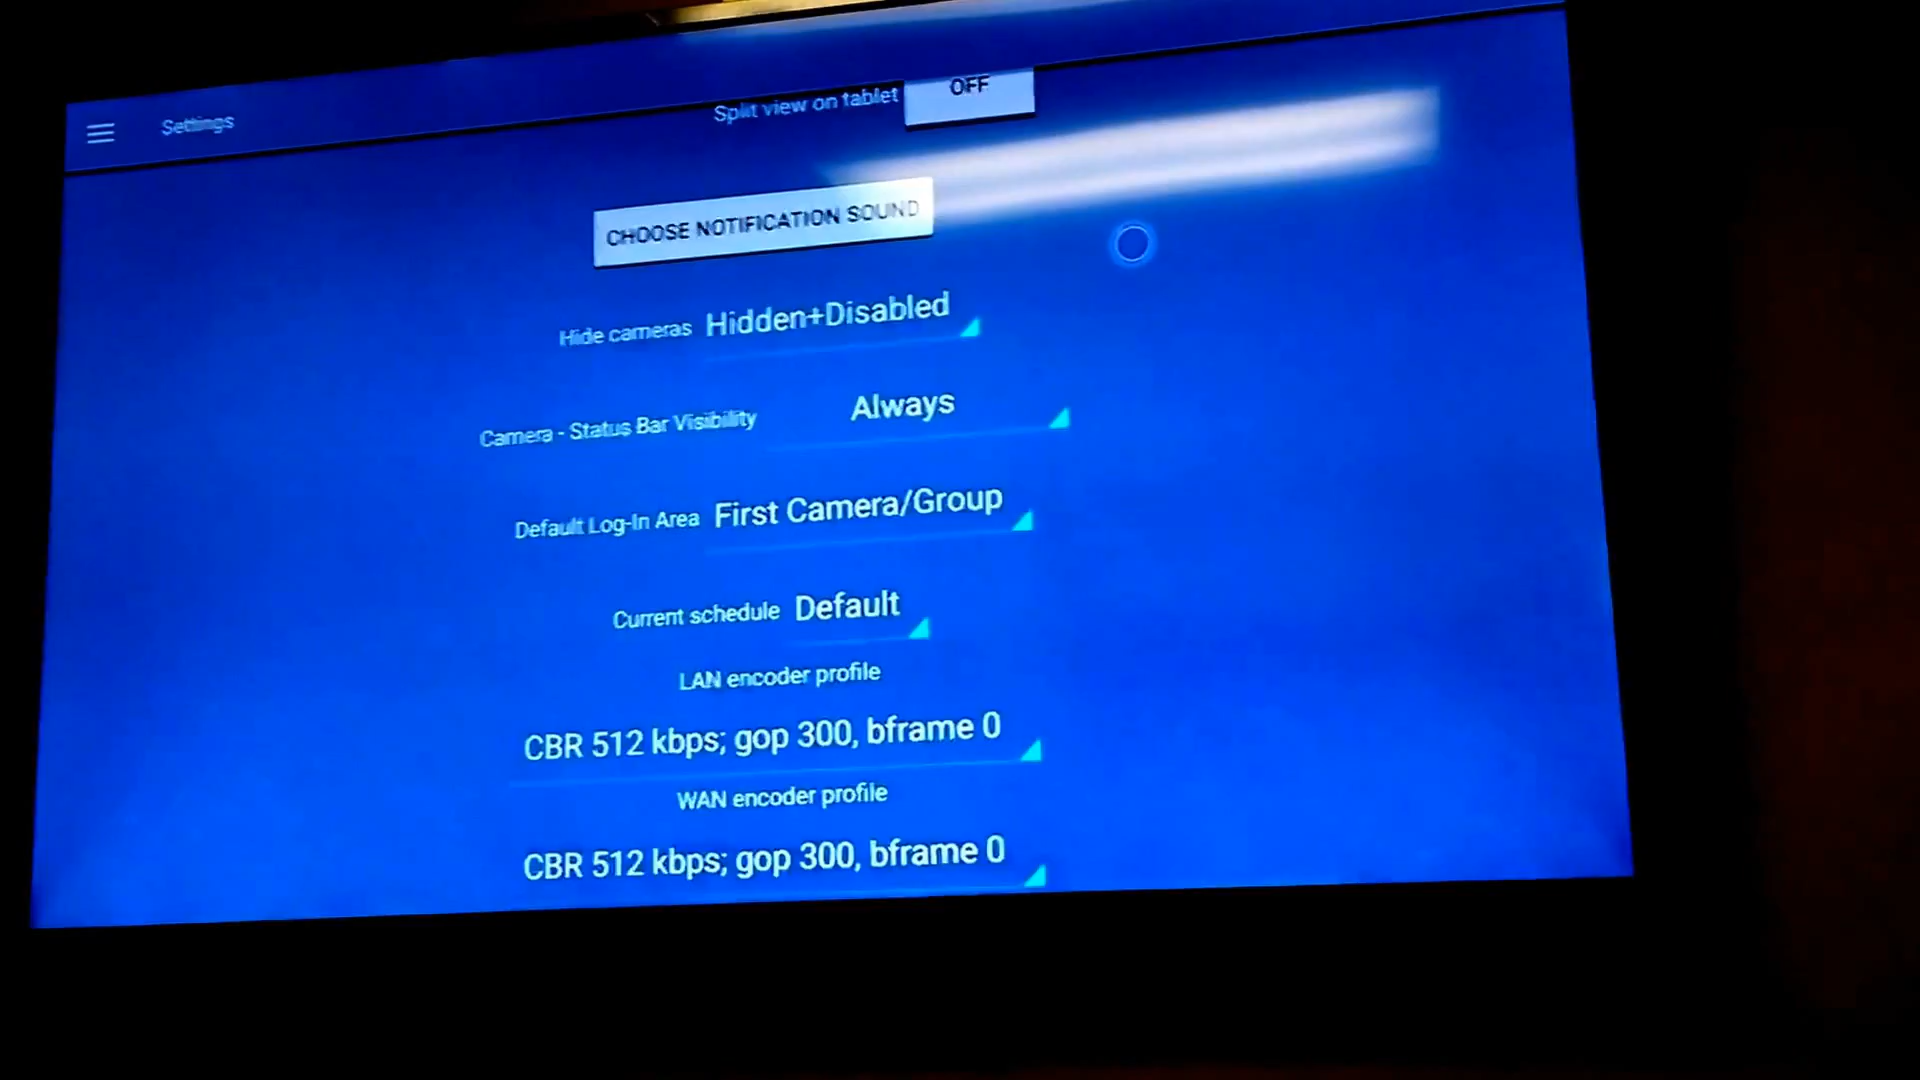 Settings
Split view on tablet OFF
CHOOSE NOTIFICATION SOUND
Hide cameras Hidden+Disabled
Camera - Status Bar Visibility Always
Default Log-In Area First Camera/Group
Current schedule Default
LAN encoder profile
CBR 512 kbps; gop 300, bframe 0
WAN encoder profile
CBR 512 kbps; gop 300, bframe 0